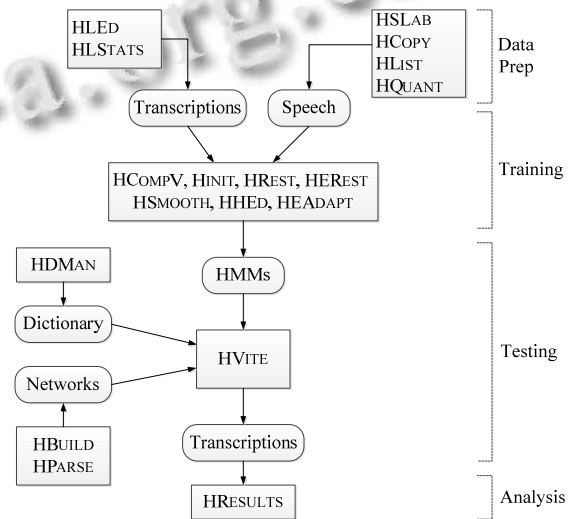 a.org.
HLED
HLSTATS
HSLAB
HCOPY
HLIST
HQUANT
Data
Prep
Transcriptions
Speech
HCOMPV, HINIT, HREST, HEREST
HSMOOTH, HHED, HEADAPT
Training
HDMAN
HMMs
Dictionary
HVITE
Testing
Networks
HBUILD
HPARSE
Transcriptions
HRESULTS
Analysis